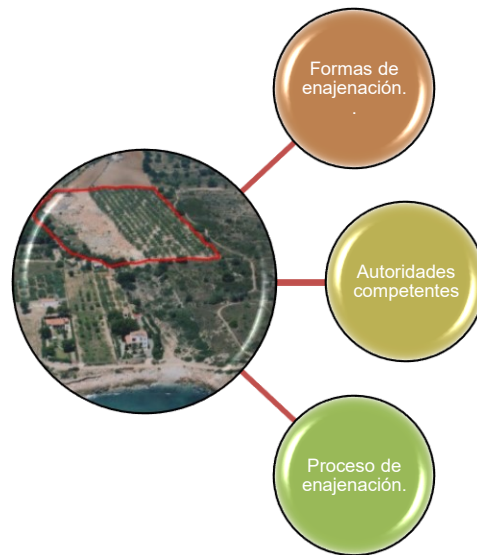 Formas de
enajenación.
.
Autoridades
competentes
Proceso de
enajenación.